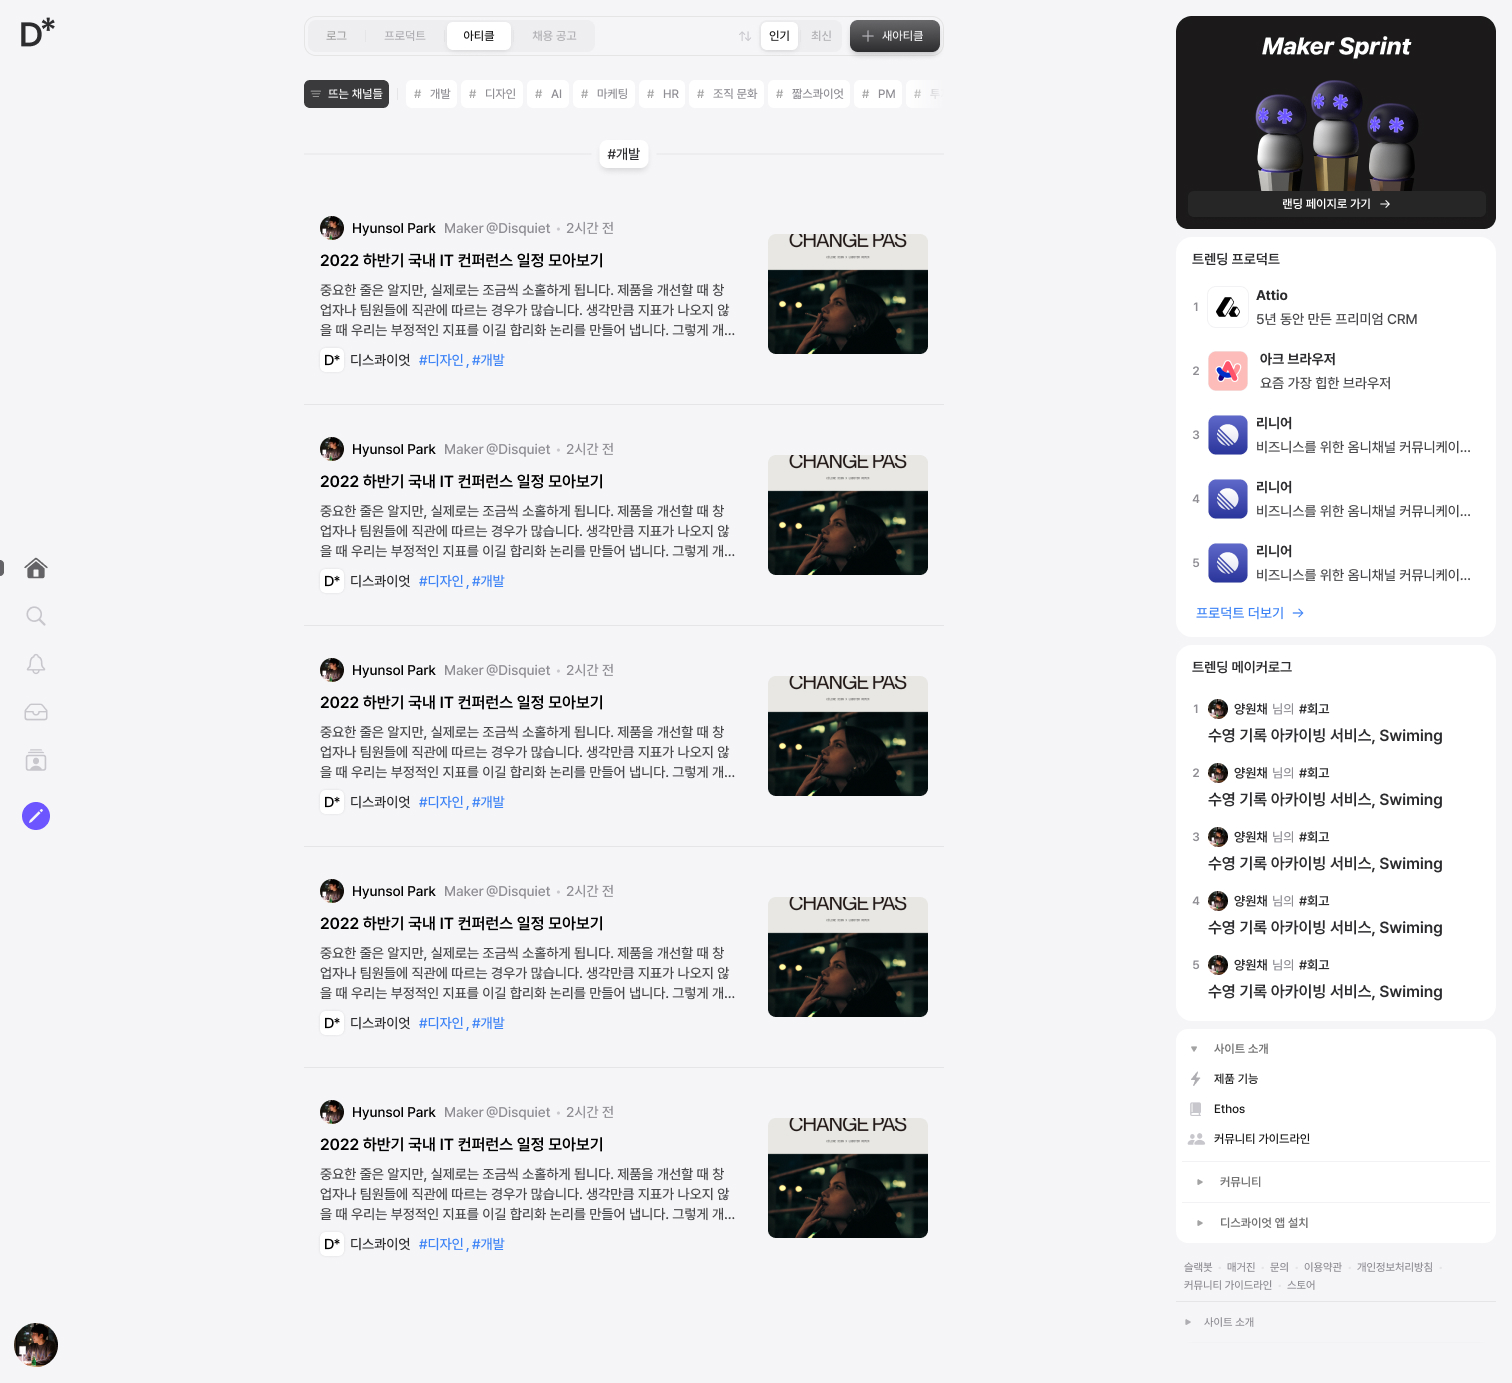 D*
로그
프로덕트
아티클
채용 공고
인기
최신
새아티클
뜨는 채널들
# 개발
# 디자인
# AI
# 마케팅
# HR
# 조직 문화
# 짧스콰이엇
# PM
#
#개발
Hyunsol Park Maker @Disquiet • 2시간 전
2022 하반기 국내 IT 컨퍼런스 일정 모아보기
중요한 줄은 알지만, 실제로는 조금씩 소홀하게 됩니다. 제품을 개선할 때 창
업자나 팀원들에 직관에 따르는 경우가 많습니다. 생각만큼 지표가 나오지 않
을 때 우리는 부정적인 지표를 이길 합리화 논리를 만들어 냅니다. 그렇게 개...
D* 디스콰이엇 #디자인 , #개발
CHANGE PAS
Hyunsol Park Maker @Disquiet • 2시간 전
2022 하반기 국내 IT 컨퍼런스 일정 모아보기
중요한 줄은 알지만, 실제로는 조금씩 소홀하게 됩니다. 제품을 개선할 때 창
업자나 팀원들에 직관에 따르는 경우가 많습니다. 생각만큼 지표가 나오지 않
을 때 우리는 부정적인 지표를 이길 합리화 논리를 만들어 냅니다. 그렇게 개...
D* 디스콰이엇 #디자인 , #개발
CHANGE PAS
Hyunsol Park Maker @Disquiet • 2시간 전
2022 하반기 국내 IT 컨퍼런스 일정 모아보기
중요한 줄은 알지만, 실제로는 조금씩 소홀하게 됩니다. 제품을 개선할 때 창
업자나 팀원들에 직관에 따르는 경우가 많습니다. 생각만큼 지표가 나오지 않
을 때 우리는 부정적인 지표를 이길 합리화 논리를 만들어 냅니다. 그렇게 개...
D* 디스콰이엇 #디자인 , #개발
CHANGE PAS
Hyunsol Park Maker @Disquiet • 2시간 전
2022 하반기 국내 IT 컨퍼런스 일정 모아보기
중요한 줄은 알지만, 실제로는 조금씩 소홀하게 됩니다. 제품을 개선할 때 창
업자나 팀원들에 직관에 따르는 경우가 많습니다. 생각만큼 지표가 나오지 않
을 때 우리는 부정적인 지표를 이길 합리화 논리를 만들어 냅니다. 그렇게 개...
D* 디스콰이엇 #디자인 , #개발
CHANGE PAS
Hyunsol Park Maker @Disquiet • 2시간 전
2022 하반기 국내 IT 컨퍼런스 일정 모아보기
중요한 줄은 알지만, 실제로는 조금씩 소홀하게 됩니다. 제품을 개선할 때 창
업자나 팀원들에 직관에 따르는 경우가 많습니다. 생각만큼 지표가 나오지 않
을 때 우리는 부정적인 지표를 이길 합리화 논리를 만들어 냅니다. 그렇게 개...
D* 디스콰이엇 #디자인 , #개발
CHANGE PAS
Maker Sprint
랜딩 페이지로 가기 →
트렌딩 프로덕트
1 Attio
5년 동안 만든 프리미엄 CRM
2 아크 브라우저
요즘 가장 힙한 브라우저
3 리니어
비즈니스를 위한 옴니채널 커뮤니케이...
4 리니어
비즈니스를 위한 옴니채널 커뮤니케이...
5 리니어
비즈니스를 위한 옴니채널 커뮤니케이...
프로덕트 더보기 →
트렌딩 메이커로그
1 양원채 님의 #회고
수영 기록 아카이빙 서비스, Swiming
2 양원채 님의 #회고
수영 기록 아카이빙 서비스, Swiming
3 양원채 님의 #회고
수영 기록 아카이빙 서비스, Swiming
4 양원채 님의 #회고
수영 기록 아카이빙 서비스, Swiming
5 양원채 님의 #회고
수영 기록 아카이빙 서비스, Swiming
사이트 소개
제품 기능
Ethos
커뮤니티 가이드라인
커뮤니티
디스콰이엇 앱 설치
슬랙봇 · 매거진 · 문의 · 이용약관 · 개인정보처리방침 ·
커뮤니티 가이드라인 · 스토어
사이트 소개